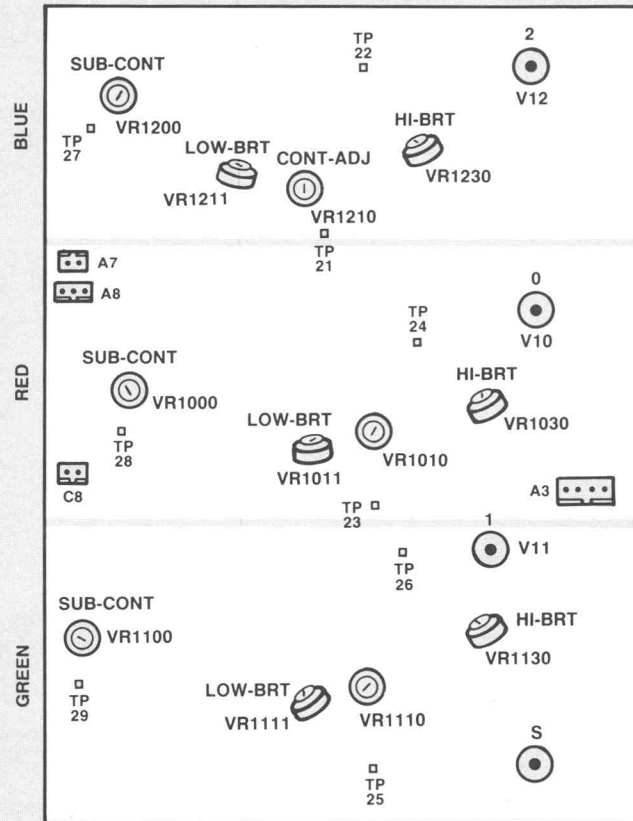 BLUE
SUB-CONT
VR1200
TP
27
LOW-BRT
VR1211
CONT-ADJ
VR1210
TP
21
TP
22
HI-BRT
VR1230
2
V12
RED
A7
A8
SUB-CONT
VR1000
TP
28
C8
LOW-BRT
VR1011
VR1010
TP
23
TP
24
HI-BRT
VR1030
0
V10
A3
GREEN
SUB-CONT
VR1100
TP
29
LOW-BRT
VR1111
VR1110
TP
25
TP
26
1
V11
HI-BRT
VR1130
S